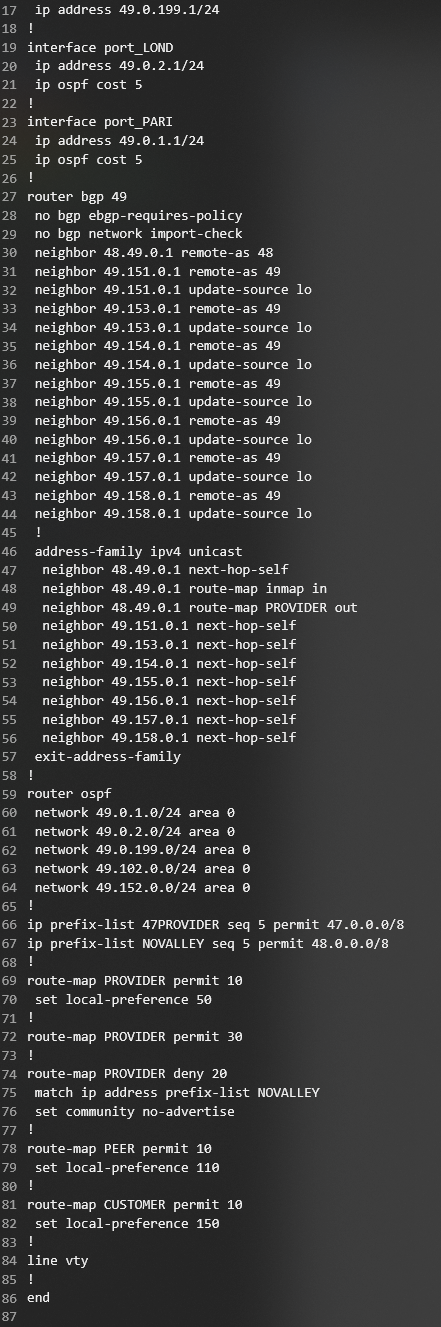 17 ip address 49.0.199.1/24
18 !
19 interface port_LOND
20 ip address 49.0.2.1/24
21 ip ospf cost 5
22 !
23 interface port_PARI
24 ip address 49.0.1.1/24
25 ip ospf cost 5
26 !
27 router bgp 49
28 no bgp ebgp-requires-policy
29 no bgp network import-check
30 neighbor 48.49.0.1 remote-as 48
31 neighbor 49.151.0.1 remote-as 49
32 neighbor 49.151.0.1 update-source lo
33 neighbor 49.153.0.1 remote-as 49
34 neighbor 49.153.0.1 update-source lo
35 neighbor 49.154.0.1 remote-as 49
36 neighbor 49.154.0.1 update-source lo
37 neighbor 49.155.0.1 remote-as 49
38 neighbor 49.155.0.1 update-source lo
39 neighbor 49.156.0.1 remote-as 49
40 neighbor 49.156.0.1 update-source lo
41 neighbor 49.157.0.1 remote-as 49
42 neighbor 49.157.0.1 update-source lo
43 neighbor 49.158.0.1 remote-as 49
44 neighbor 49.158.0.1 update-source lo
45 !
46 address-family ipv4 unicast
47 neighbor 48.49.0.1 next-hop-self
48 neighbor 48.49.0.1 route-map inmap in
49 neighbor 48.49.0.1 route-map PROVIDER out
50 neighbor 49.151.0.1 next-hop-self
51 neighbor 49.153.0.1 next-hop-self
52 neighbor 49.154.0.1 next-hop-self
53 neighbor 49.155.0.1 next-hop-self
54 neighbor 49.156.0.1 next-hop-self
55 neighbor 49.157.0.1 next-hop-self
56 neighbor 49.158.0.1 next-hop-self
57 exit-address-family
58 !
59 router ospf
60 network 49.0.1.0/24 area 0
61 network 49.0.2.0/24 area 0
62 network 49.0.199.0/24 area 0
63 network 49.102.0.0/24 area 0
64 network 49.152.0.0/24 area 0
65 !
66 ip prefix-list 47PROVIDER seq 5 permit 47.0.0.0/8
67 ip prefix-list NOVALLEY seq 5 permit 48.0.0.0/8
68 !
69 route-map PROVIDER permit 10
70 set local-preference 50
71 !
72 route-map PROVIDER permit 30
73 !
74 route-map PROVIDER deny 20
75 match ip address prefix-list NOVALLEY
76 set community no-advertise
77 !
78 route-map PEER permit 10
79 set local-preference 110
80 !
81 route-map CUSTOMER permit 10
82 set local-preference 150
83 !
84 line vty
85 !
86 end
87